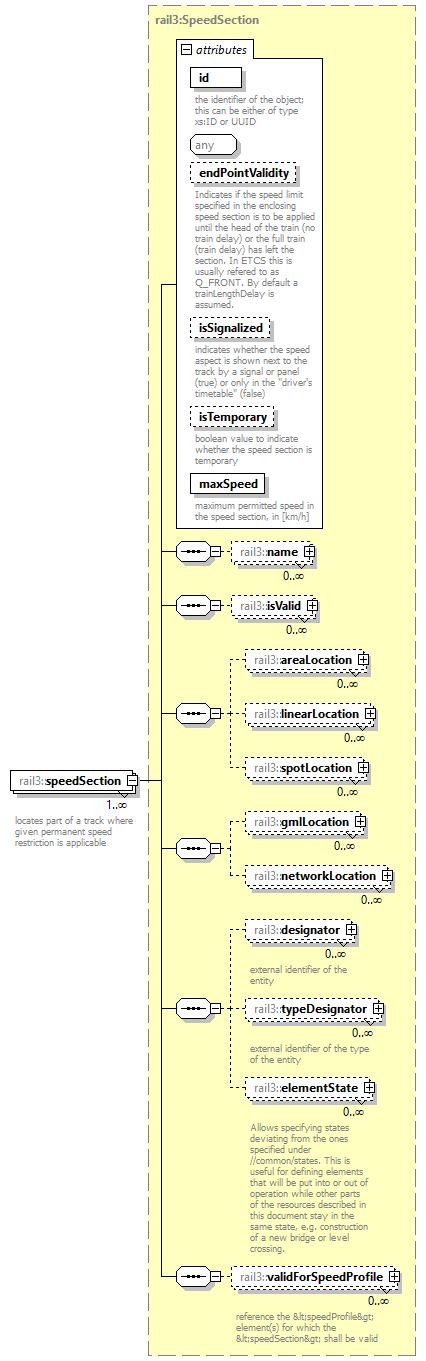 rail3:SpeedSection
attributes
id
the identifier of the object;
this can be either of type
xs:ID or UUID
any
endPointValidity
Indicates if the speed limit
specified in the enclosing
speed section is to be applied
until the head of the train (no
train delay) or the full train
(train delay) has left the
section. In ETCS this is
usually refered to as
Q_FRONT. By default a
trainLengthDelay is
assumed.
isSignalized
indicates whether the speed
aspect is shown next to the
track by a signal or panel
(true) or only in the "driver's
timetable" (false)
isTemporary
boolean value to indicate
whether the speed section is
temporary
maxSpeed
maximum permitted speed in
the speed section, in [km/h]
rail3:name
0..∞
rail3:isValid
0..∞
rail3:areaLocation
0..∞
rail3:linearLocation
0..∞
rail3:spotLocation
0..∞
rail3:speedSection
1..∞
locates part of a track where
given permanent speed
restriction is applicable
rail3:gmlLocation
0..∞
rail3:networkLocation
0..∞
rail3:designator
0..∞
external identifier of the
entity
rail3:typeDesignator
0..∞
external identifier of the type
of the entity
rail3:elementState
0..∞
Allows specifying states
deviating from the ones
specified under
//common/states. This is
useful for defining elements
that will be put into or out of
operation while other parts
of the resources described in
this document stay in the
same state, e.g. construction
of a new bridge or level
crossing.
rail3:validForSpeedProfile
0..∞
reference the &lt;speedProfile&gt;
element(s) for which the
&lt;speedSection&gt; shall be valid